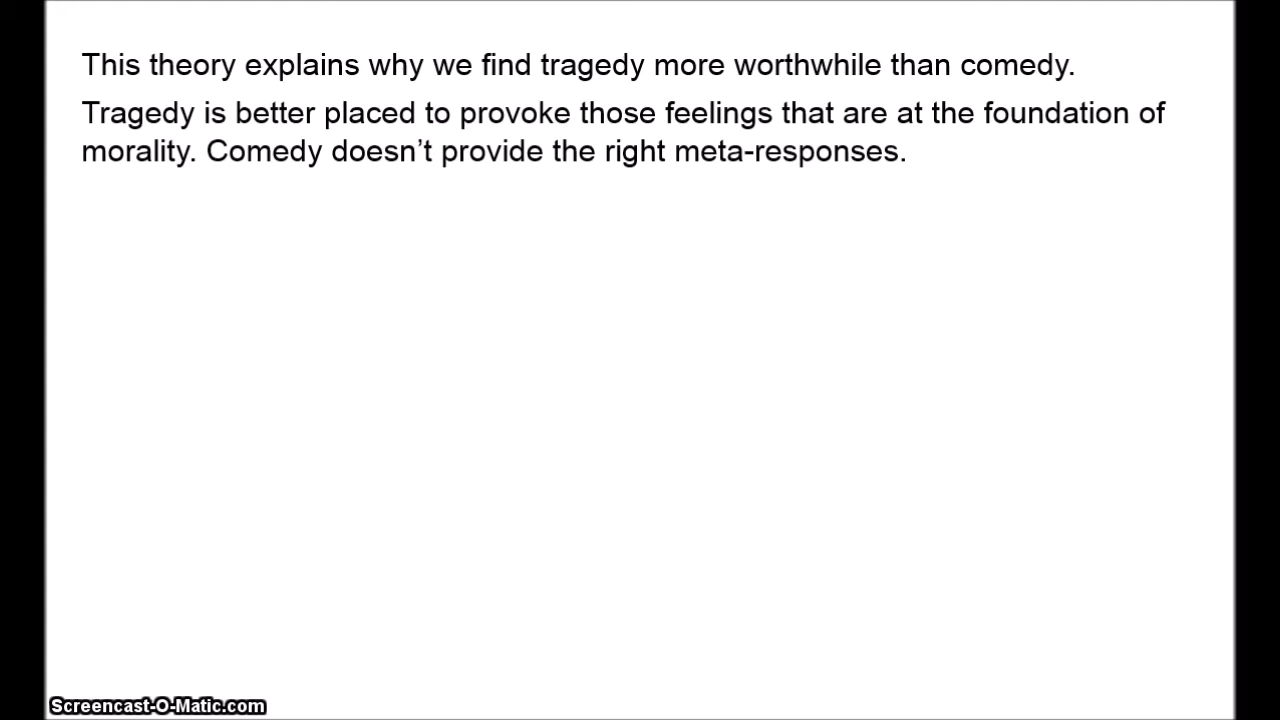 This theory explains why we find tragedy more worthwhile than comedy.
Tragedy is better placed to provoke those feelings that are at the foundation of
morality. Comedy doesn’t provide the right meta-responses.
Screencast-O-Matic.com